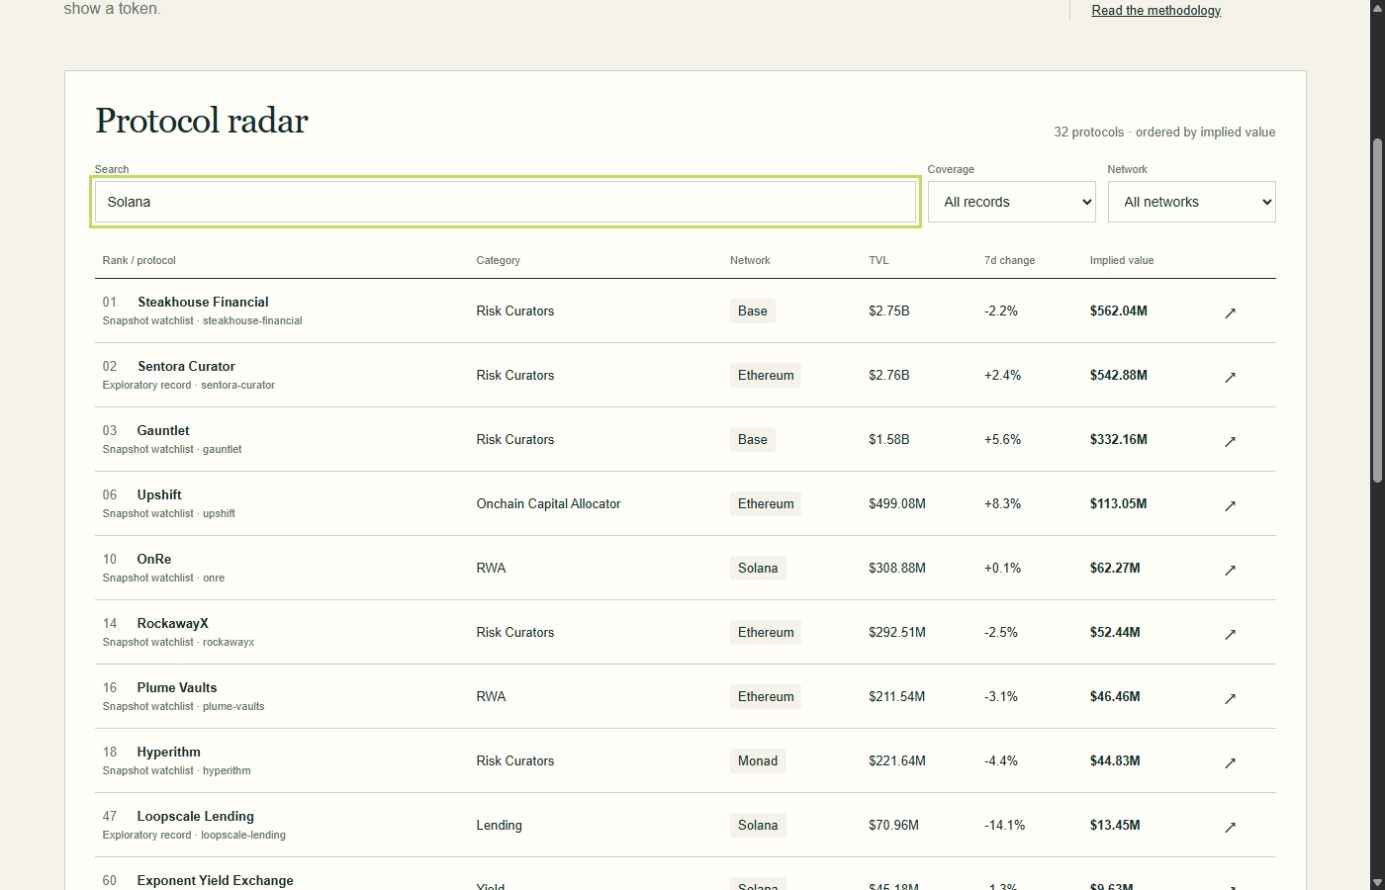 show a token.
Read the methodology
Protocol radar
32 protocols · ordered by implied value
Search
Coverage
Network
Solana
All records
All networks
Rank / protocol
Category
Network
TVL
7d change
Implied value
01 Steakhouse Financial
Snapshot watchlist · steakhouse-financial
Risk Curators
Base
$2.75B
-2.2%
$562.04M
↗
02 Sentora Curator
Exploratory record · sentora-curator
Risk Curators
Ethereum
$2.76B
+2.4%
$542.88M
↗
03 Gauntlet
Snapshot watchlist · gauntlet
Risk Curators
Base
$1.58B
+5.6%
$332.16M
↗
06 Upshift
Snapshot watchlist · upshift
Onchain Capital Allocator
Ethereum
$499.08M
+8.3%
$113.05M
↗
10 OnRe
Snapshot watchlist · onre
RWA
Solana
$308.88M
+0.1%
$62.27M
↗
14 RockawayX
Snapshot watchlist · rockawayx
Risk Curators
Ethereum
$292.51M
-2.5%
$52.44M
↗
16 Plume Vaults
Snapshot watchlist · plume-vaults
RWA
Ethereum
$211.54M
-3.1%
$46.46M
↗
18 Hyperithm
Snapshot watchlist · hyperithm
Risk Curators
Monad
$221.64M
-4.4%
$44.83M
↗
47 Loopscale Lending
Exploratory record · loopscale-lending
Lending
Solana
$70.96M
-14.1%
$13.45M
↗
60 Exponent Yield Exchange
Yield
Solana
$45.18M
-1.3%
$9.63M